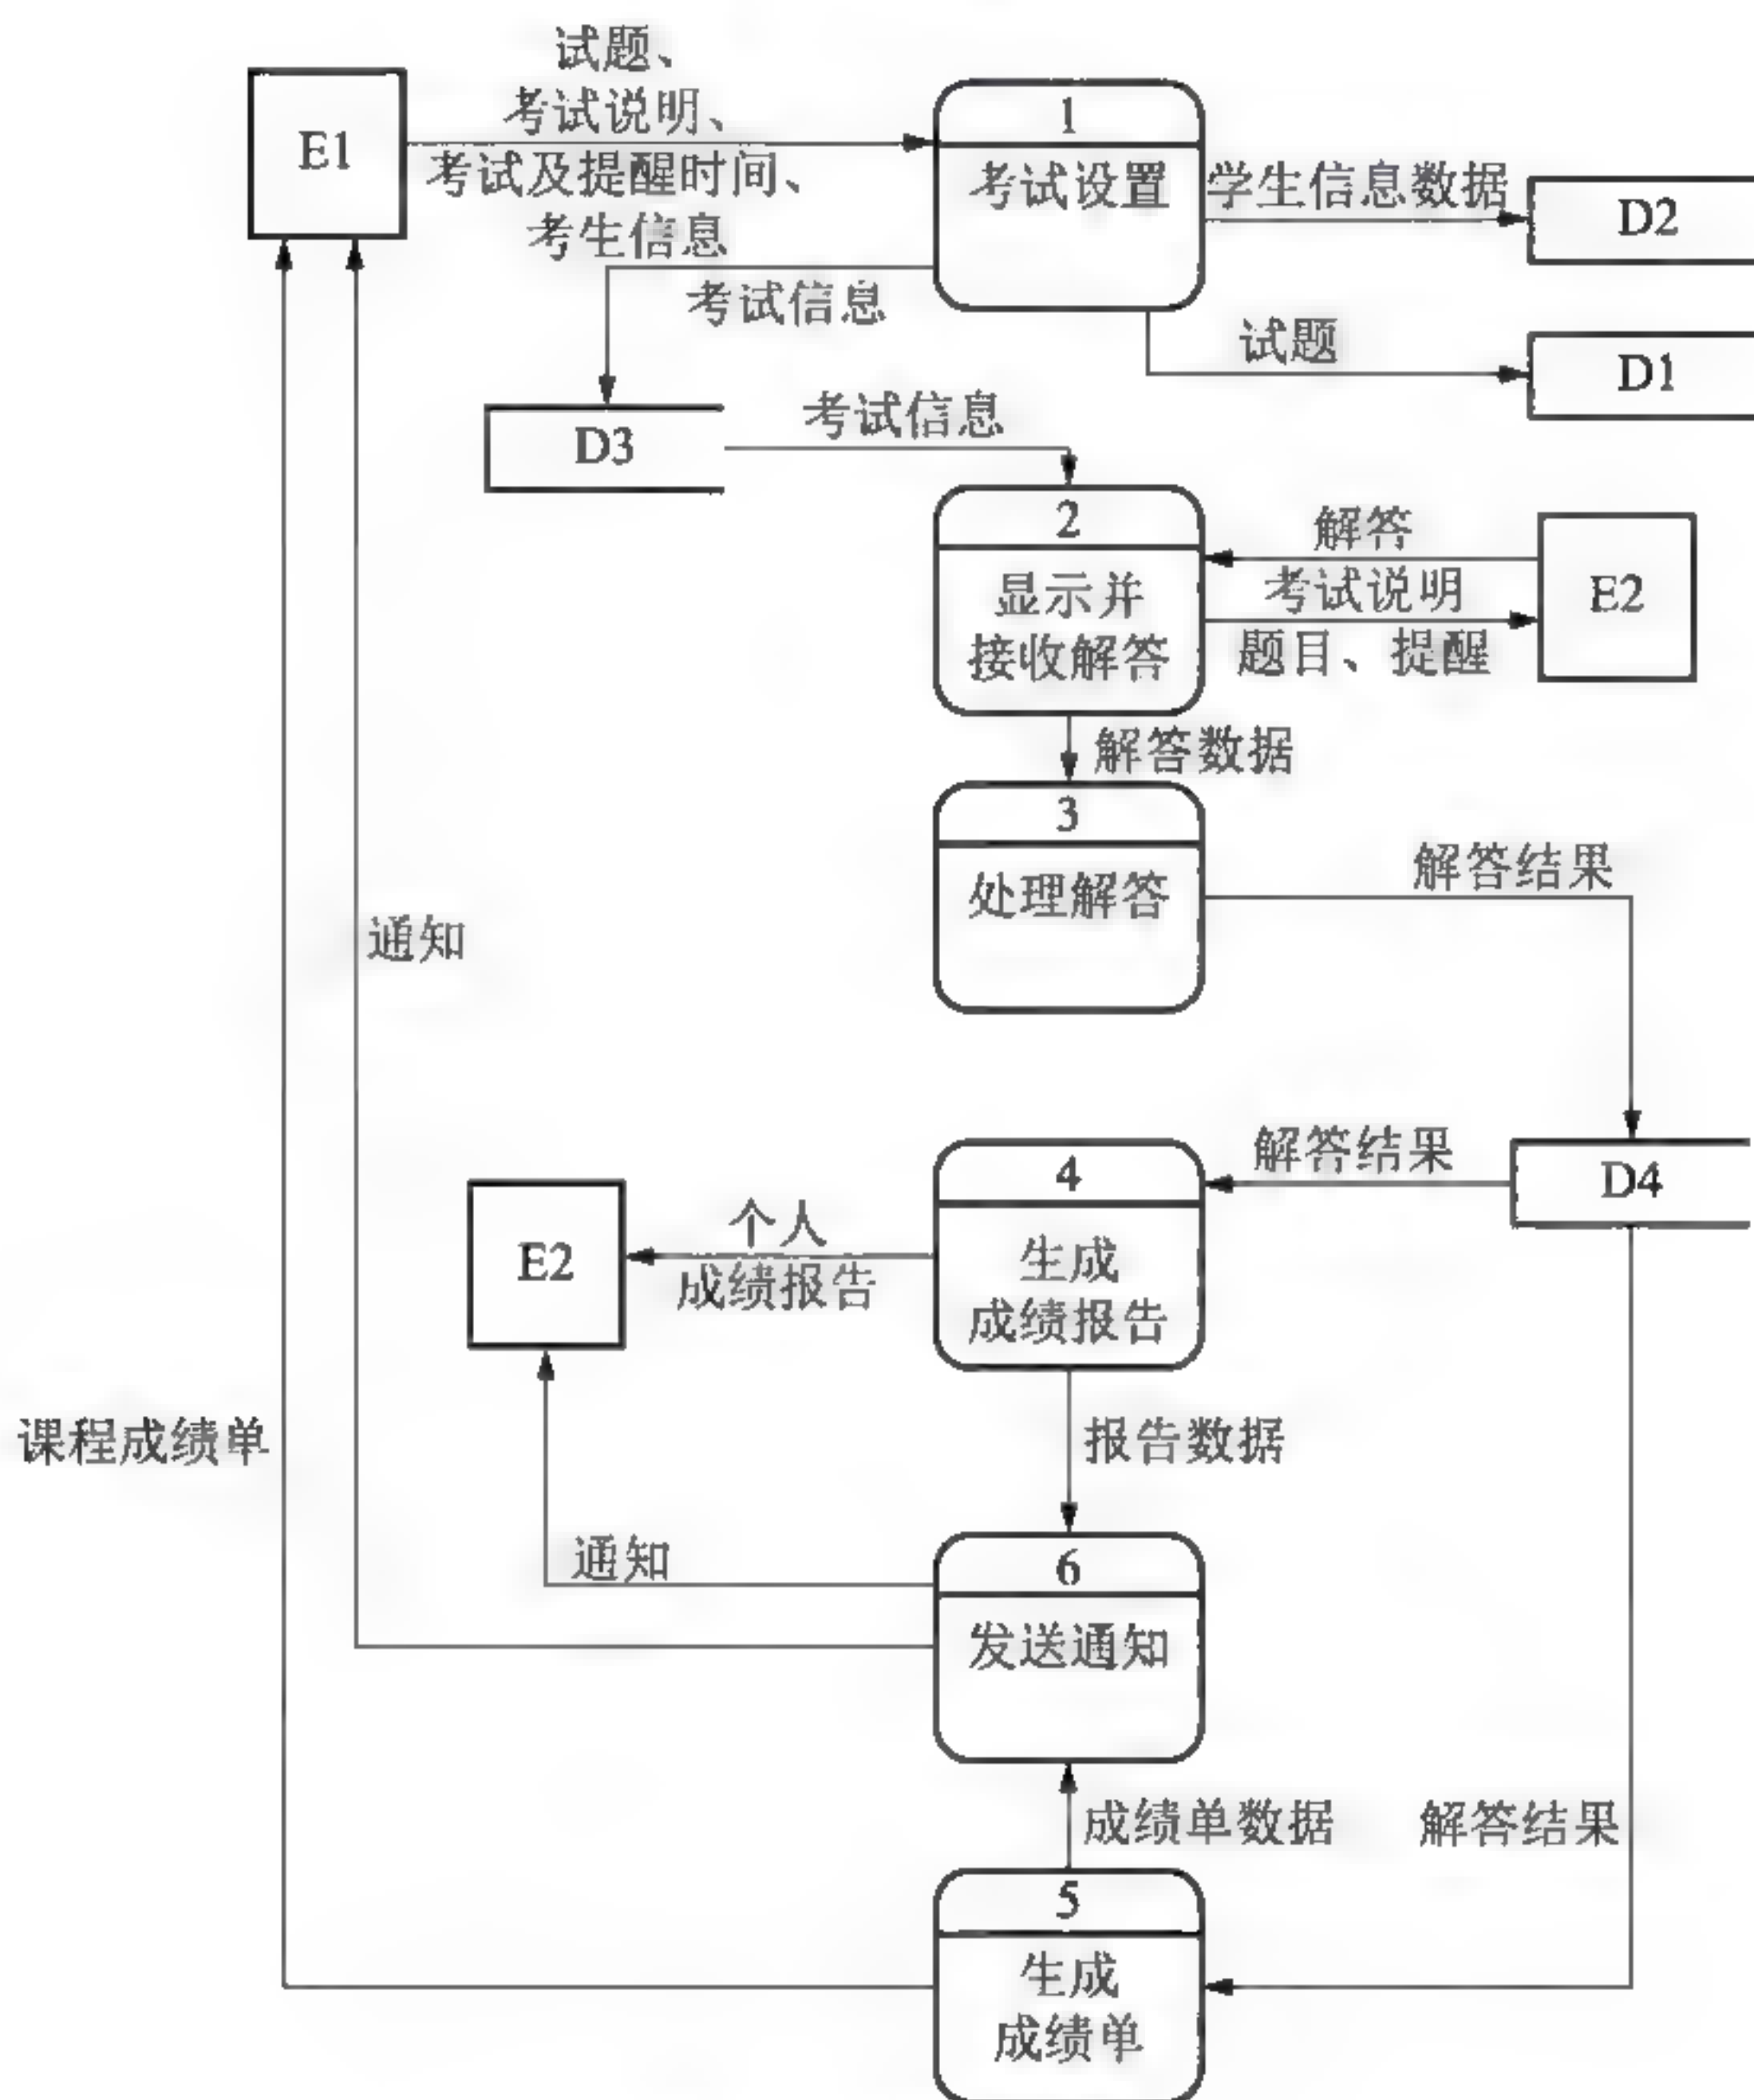 试题、
考试说明、
考试及提醒时间、
考生信息
E1
1
考试设置
学生信息数据
D2
考试信息
试题
D1
D3
考试信息
2
显示并
接收解答
解答
考试说明
题目、提醒
E2
解答数据
3
处理解答
解答结果
通知
4
生成
成绩报告
解答结果
D4
E2
个人
成绩报告
课程成绩单
报告数据
通知
6
发送通知
成绩单数据
解答结果
5
生成
成绩单